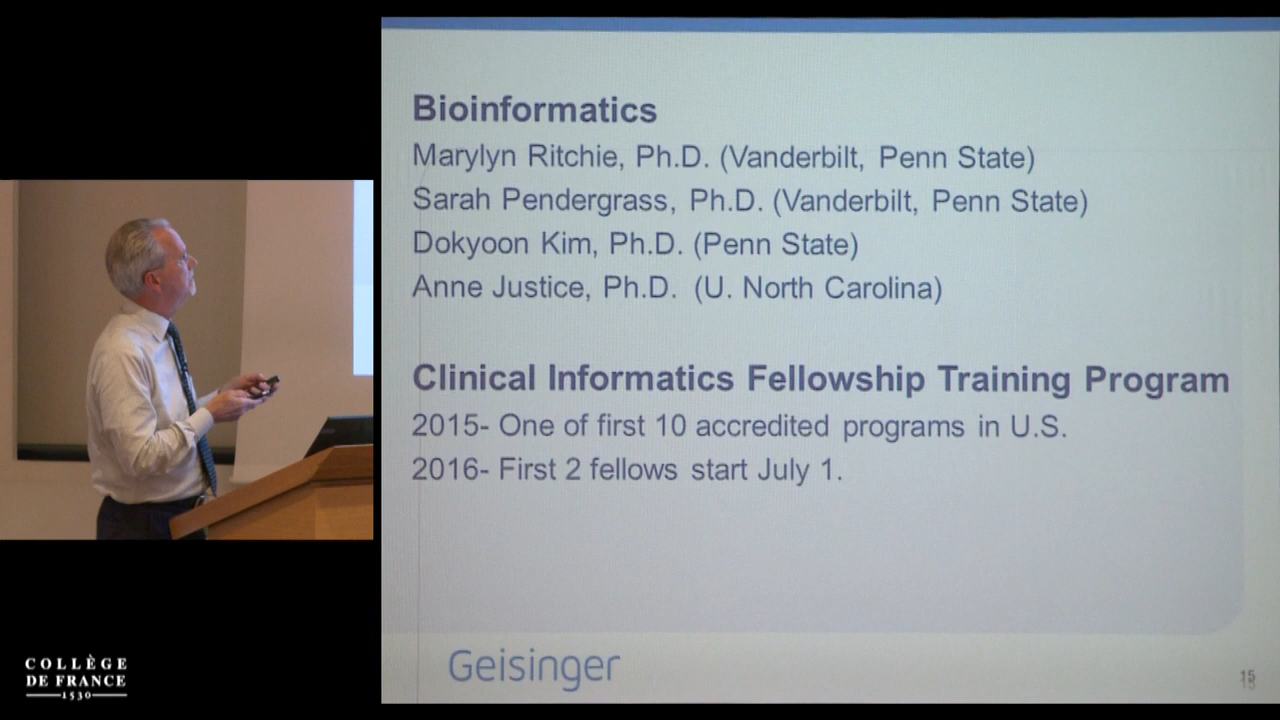 Bioinformatics
Marylyn Ritchie, Ph.D. (Vanderbilt, Penn State)
Sarah Pendergrass, Ph.D. (Vanderbilt, Penn State)
Dokyoon Kim, Ph.D. (Penn State)
Anne Justice, Ph.D. (U. North Carolina)
Clinical Informatics Fellowship Training Program
2015- One of first 10 accredited programs in U.S.
2016- First 2 fellows start July 1.
Geisinger
15
COLLÈGE
DE FRANCE
1530